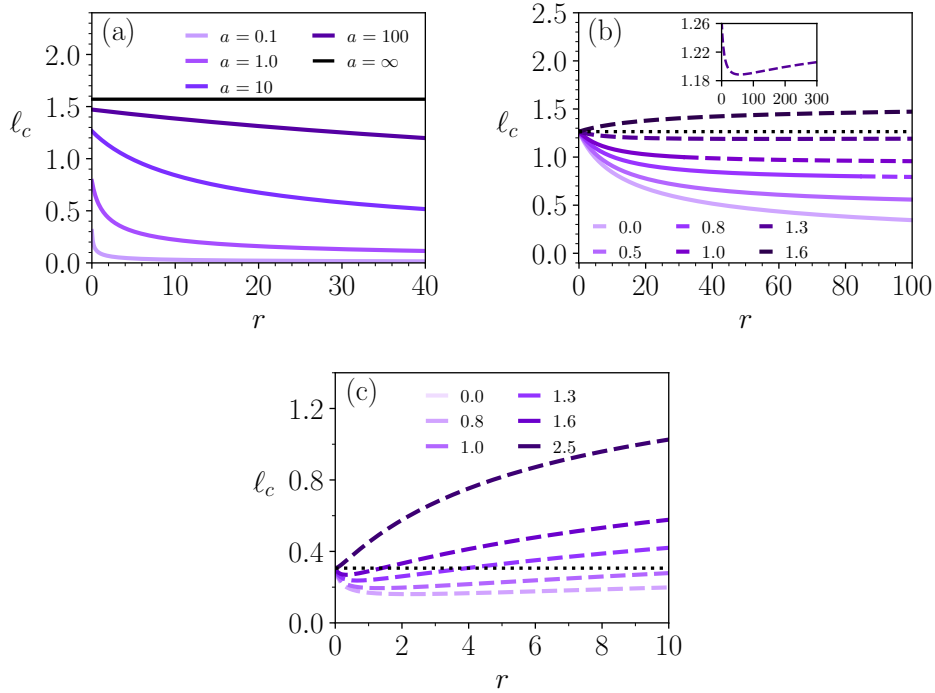 (a)
a = 0.1
a = 1.0
a = 10
a = 100
a = ∞
2.5
2.0
1.5
1.0
0.5
0.0
ℓc
0 10 20 30 40
r
(b)
1.26
1.22
1.18
0 100 200 300
2.5
2.0
1.5
1.0
0.5
0.0
ℓc
0.0 0.8 1.3
0.5 1.0 1.6
0 20 40 60 80 100
r
(c)
0.0 1.3
0.8 1.6
1.0 2.5
1.2
0.8
0.4
0.0
ℓc
0 2 4 6 8 10
r